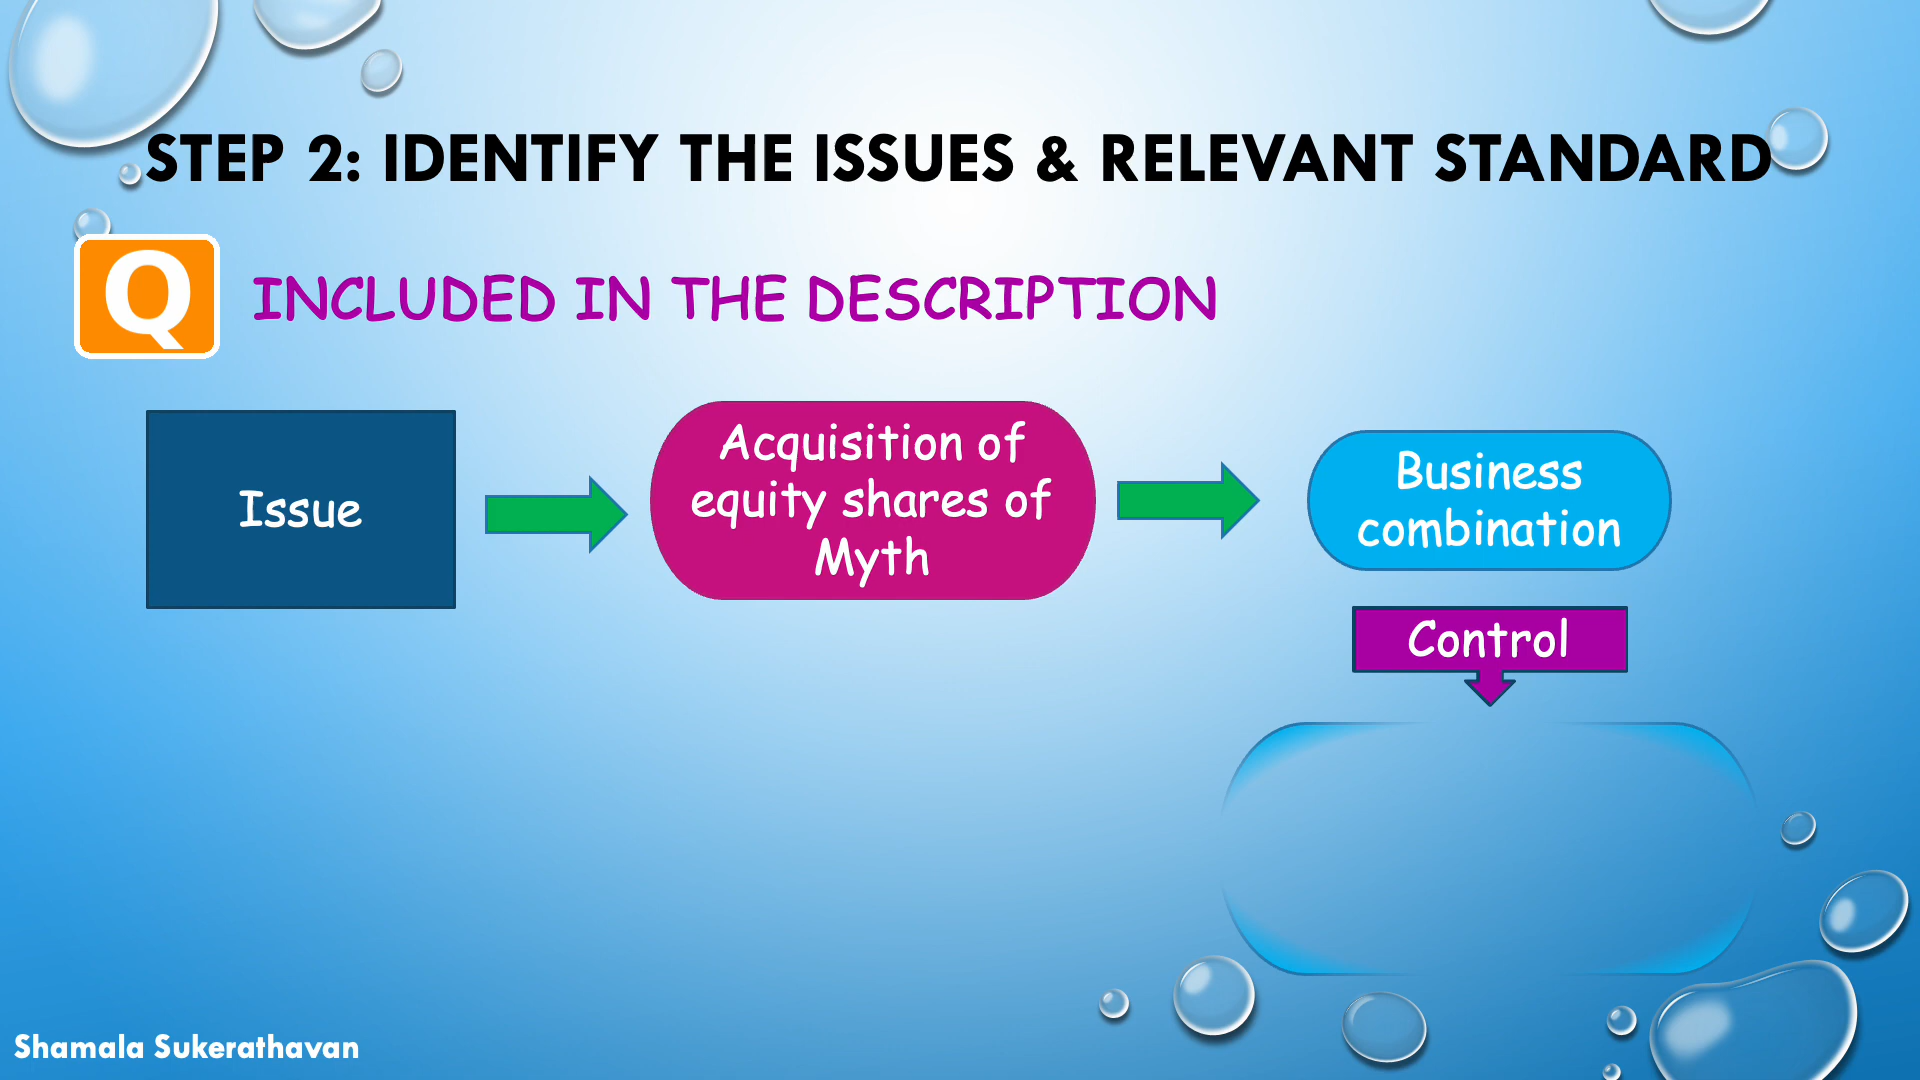 STEP 2: IDENTIFY THE ISSUES & RELEVANT STANDARD
Q
INCLUDED IN THE DESCRIPTION
Issue
Acquisition of
equity shares of
Myth
Business
combination
Control
Shamala Sukerathavan